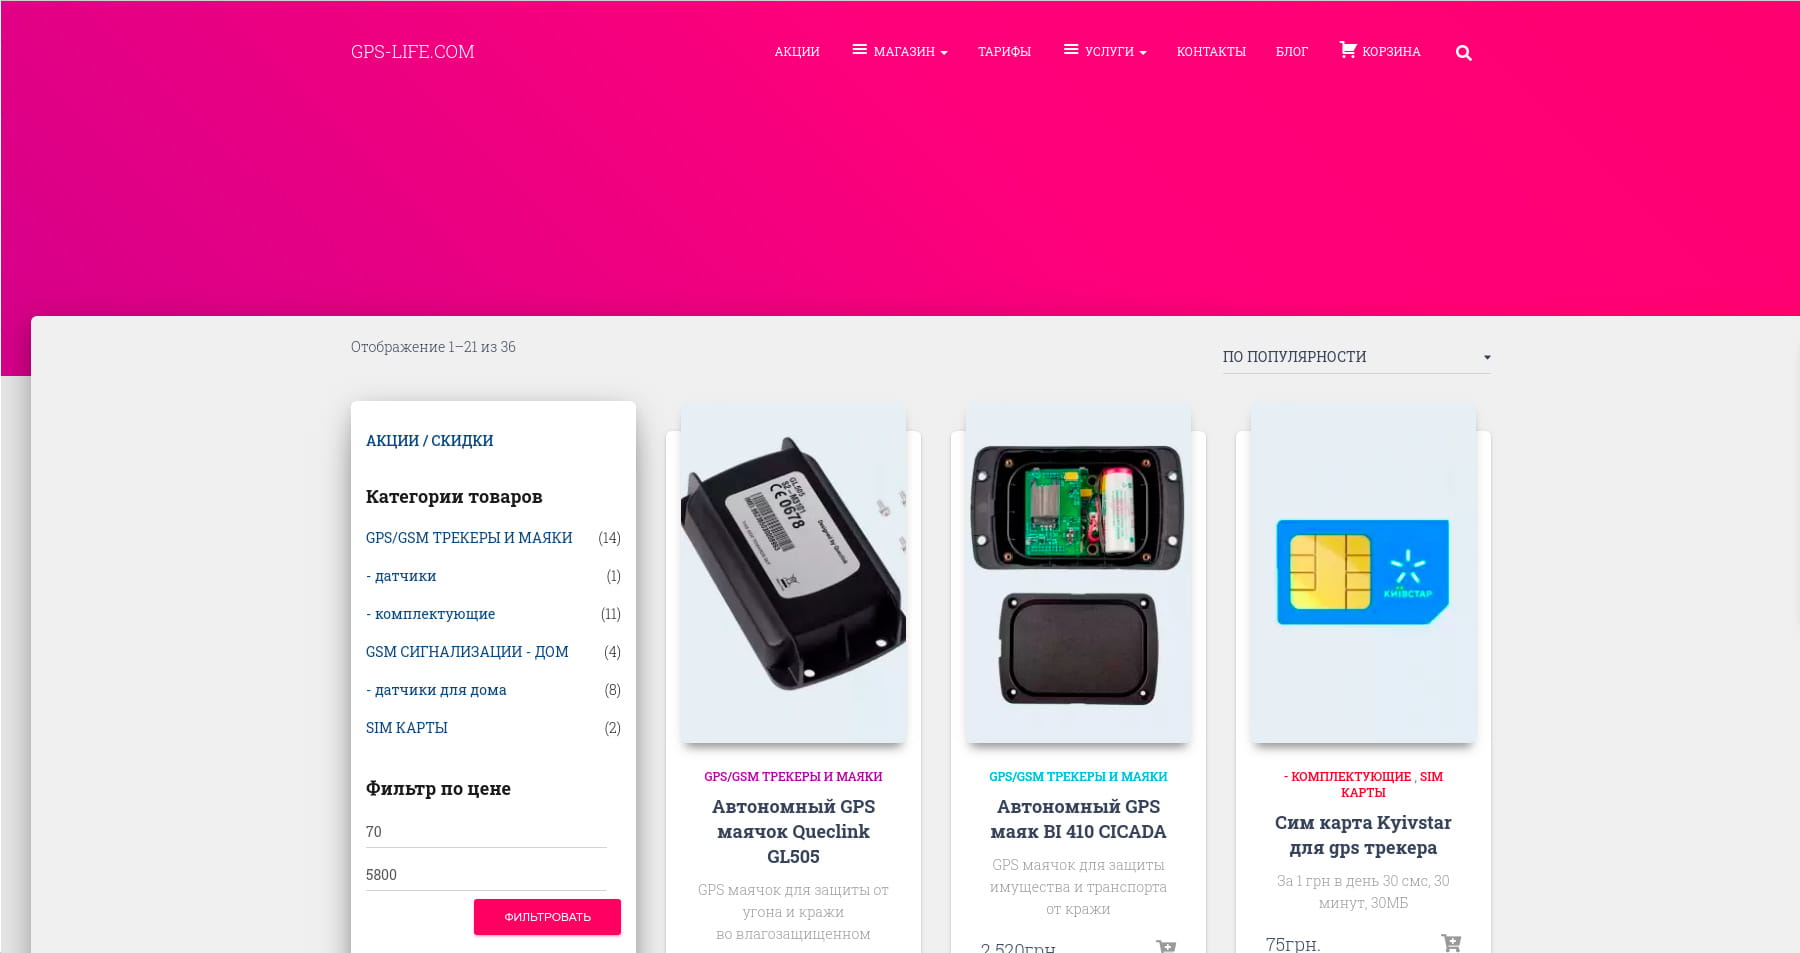 GPS-LIFE.COM
АКЦИИ
МАГАЗИН
ТАРИФЫ
УСЛУГИ
КОНТАКТЫ
БЛОГ
КОРЗИНА
Отображение 1–21 из 36
ПО ПОПУЛЯРНОСТИ
АКЦИИ / СКИДКИ
Категории товаров
GPS/GSM ТРЕКЕРЫ И МАЯКИ (14)
- датчики (1)
- комплектующие (11)
GSM СИГНАЛИЗАЦИИ - ДОМ (4)
- датчики для дома (8)
SIM КАРТЫ (2)
Фильтр по цене
70
5800
ФИЛЬТРОВАТЬ
GL505
CE0678
Designed by Queclink
GPS/GSM ТРЕКЕРЫ И МАЯКИ
Автономный GPS
маячок Queclink
GL505
GPS маячок для защиты от
угона и кражи
во влагозащищенном
GPS/GSM ТРЕКЕРЫ И МАЯКИ
Автономный GPS
маяк BI 410 CICADA
GPS маячок для защиты
имущества и транспорта
от кражи
2 520грн
КИЇВСТАР
- КОМПЛЕКТУЮЩИЕ , SIM
КАРТЫ
Сим карта Kyivstar
для gps трекера
За 1 грн в день 30 смс, 30
минут, 30МБ
75грн.